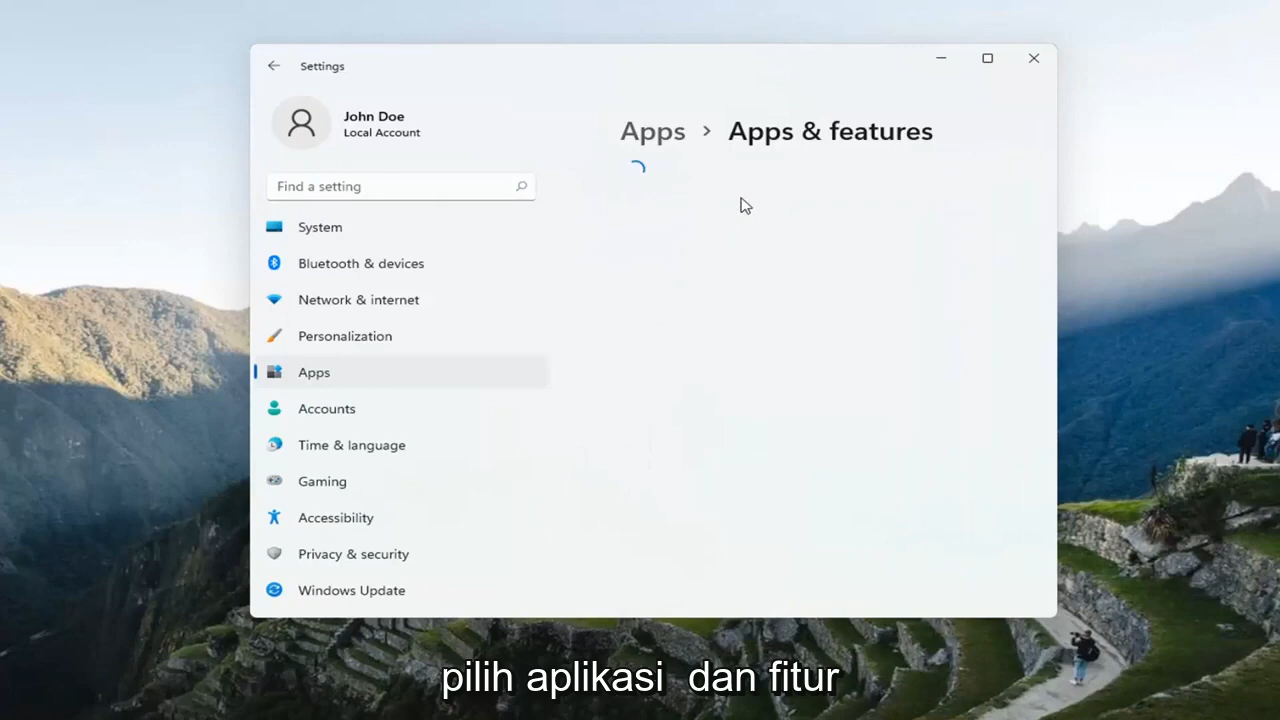 Settings
John Doe
Local Account
Find a setting
System
Bluetooth & devices
Network & internet
Personalization
Apps
Accounts
Time & language
Gaming
Accessibility
Privacy & security
Windows Update
Apps > Apps & features
pilih aplikasi dan fitur